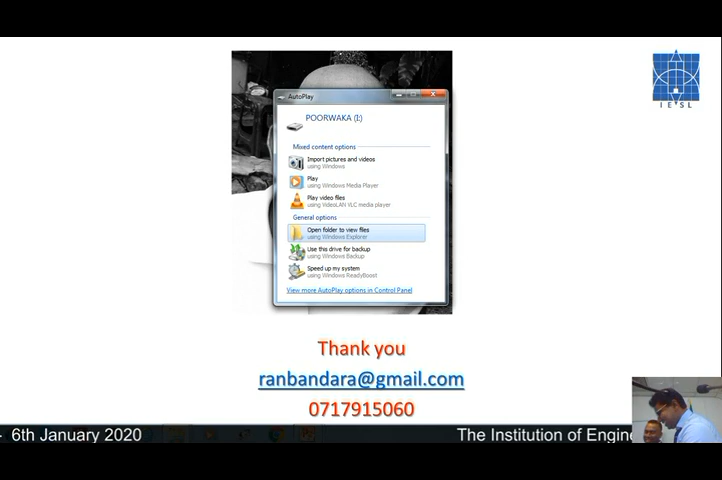 AutoPlay
POORWAKA (I:)
Mixed content options
Import pictures and videos
using Windows
Play
using Windows Media Player
Play video files
using VideoLAN VLC media player
General options
Open folder to view files
using Windows Explorer
Use this drive for backup
using Windows Backup
Speed up my system
using Windows ReadyBoost
View more AutoPlay options in Control Panel
IESL
Thank you
ranbandara@gmail.com
0717915060
- 6th January 2020
The Institution of Engine